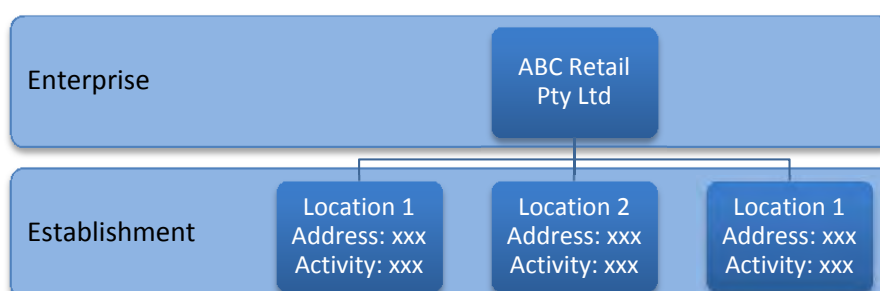 Enterprise
ABC Retail
Pty Ltd
Establishment
Location 1
Address: xxx
Activity: xxx
Location 2
Address: xxx
Activity: xxx
Location 1
Address: xxx
Activity: xxx